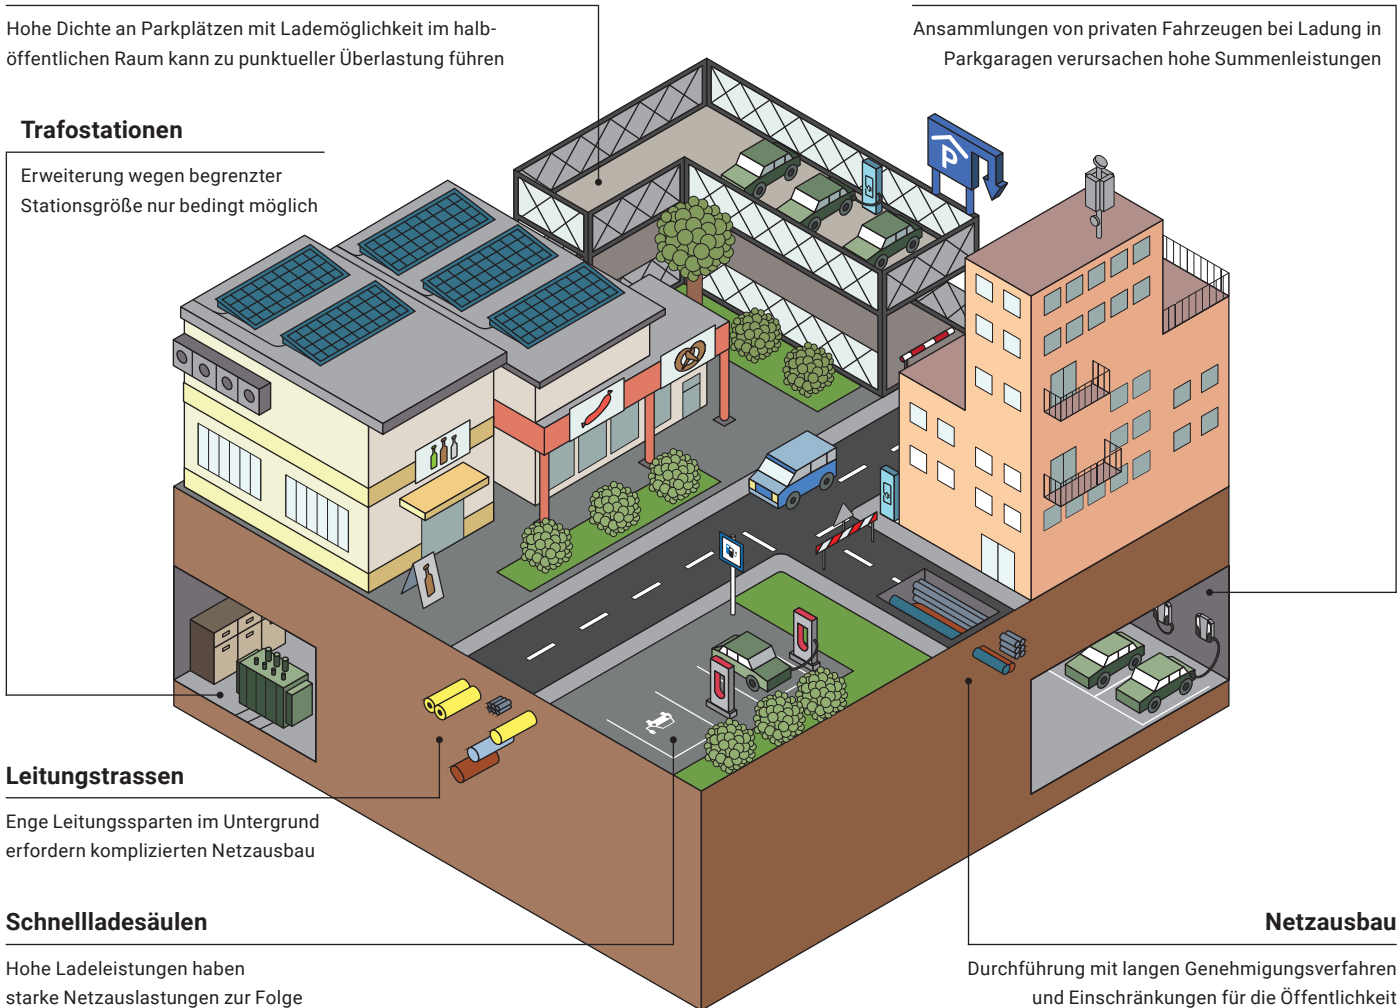 Hohe Dichte an Parkplätzen mit Lademöglichkeit im halb-
öffentlichen Raum kann zu punktueller Überlastung führen
Ansammlungen von privaten Fahrzeugen bei Ladung in
Parkgaragen verursachen hohe Summenleistungen
Trafostationen
Erweiterung wegen begrenzter
Stationsgröße nur bedingt möglich
P
Leitungstrassen
Enge Leitungssparten im Untergrund
erfordern komplizierten Netzausbau
Schnellladesäulen
Hohe Ladeleistungen haben
starke Netzauslastungen zur Folge
Netzausbau
Durchführung mit langen Genehmigungsverfahren
und Einschränkungen für die Öffentlichkeit